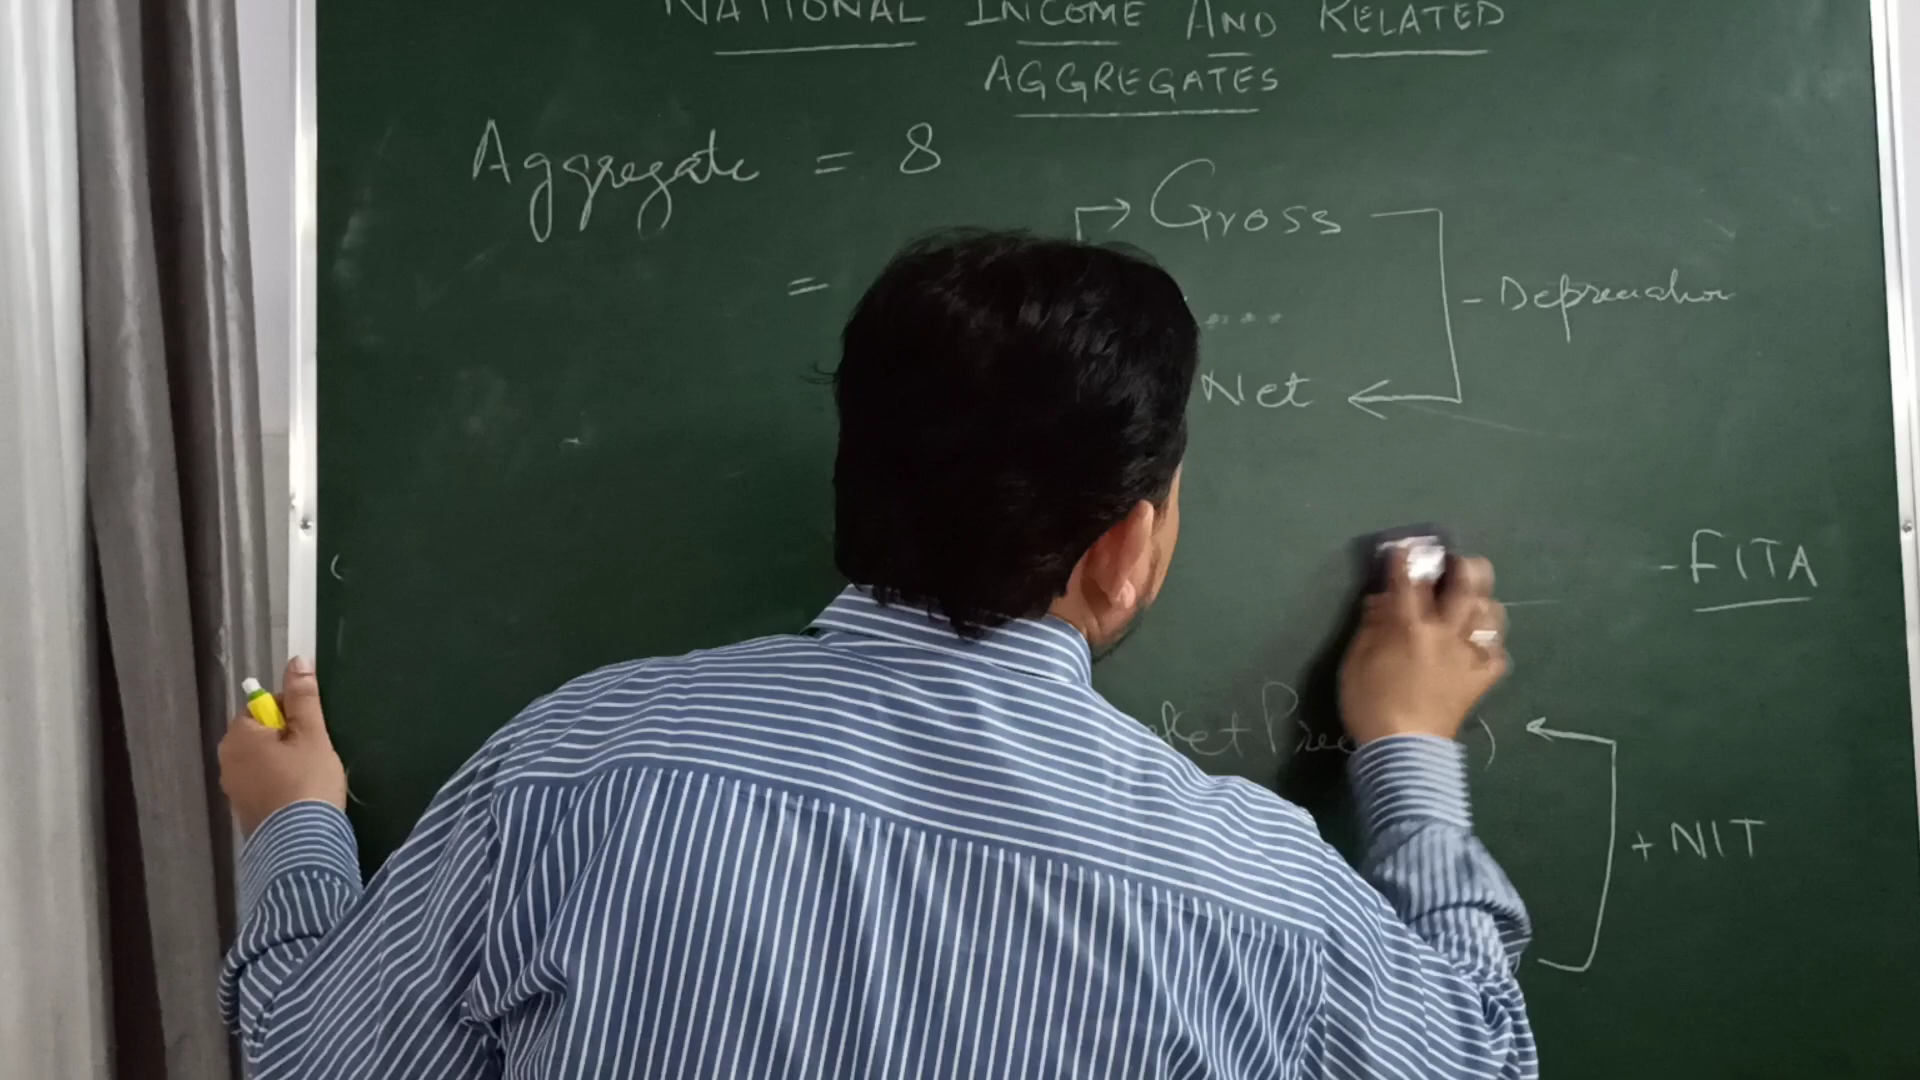 NATIONAL INCOME AND RELATED
AGGREGATES
Aggregate = 8
Gross
=
- Depreciation
Net
- FITA
+ NIT